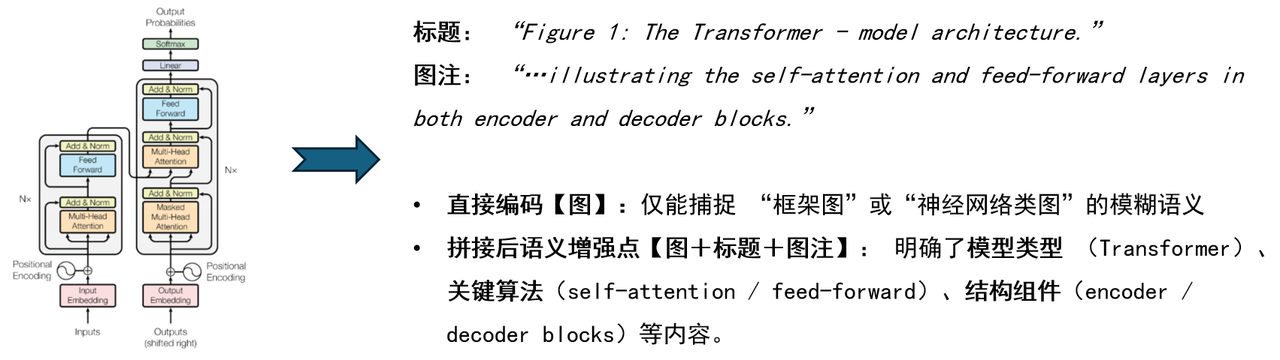 Output
Probabilities
Softmax
Linear
Add & Norm
Feed
Forward
Add & Norm
Multi-Head
Attention
Add & Norm
Masked
Multi-Head
Attention
N×
Add & Norm
Feed
Forward
Add & Norm
Multi-Head
Attention
N×
Positional
Encoding
Positional
Encoding
Input
Embedding
Output
Embedding
Inputs
Outputs
(shifted right)
标题： “Figure 1: The Transformer - model architecture.”
图注： “…illustrating the self-attention and feed-forward layers in
both encoder and decoder blocks.”
• 直接编码【图】：仅能捕捉 “框架图”或“神经网络类图”的模糊语义
• 拼接后语义增强点【图＋标题＋图注】： 明确了模型类型 （Transformer）、
关键算法（self-attention / feed-forward）、结构组件（encoder /
decoder blocks）等内容。